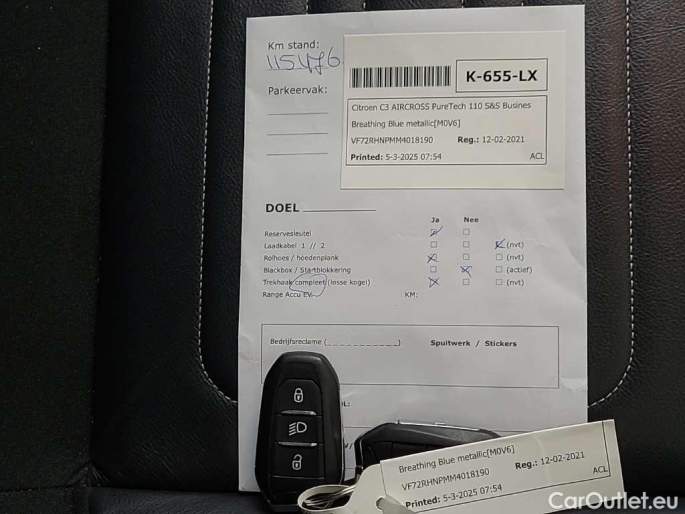 Km stand:
115476
Parkeervak:
K-655-LX
Citroen C3 AIRCROSS PureTech 110 S&S Busines
Breathing Blue metallic[M0V6]
VF72RHNPMM4018190 Reg.: 12-02-2021
Printed: 5-3-2025 07:54 ACL
DOEL
Ja Nee
Reservesleutel
Laadkabel 1 // 2 (nvt)
Rolhoes / hoedenplank (nvt)
Blackbox / Startblokkering (actief)
Trekhaak compleet (losse kogel) (nvt)
Range Accu EV: KM:
Bedrijfsreclame (____________) Spuitwerk / Stickers
Breathing Blue metallic[M0V6]
VF72RHNPMM4018190 Reg.: 12-02-2021
Printed: 5-3-2025 07:54 ACL
CarOutlet.eu